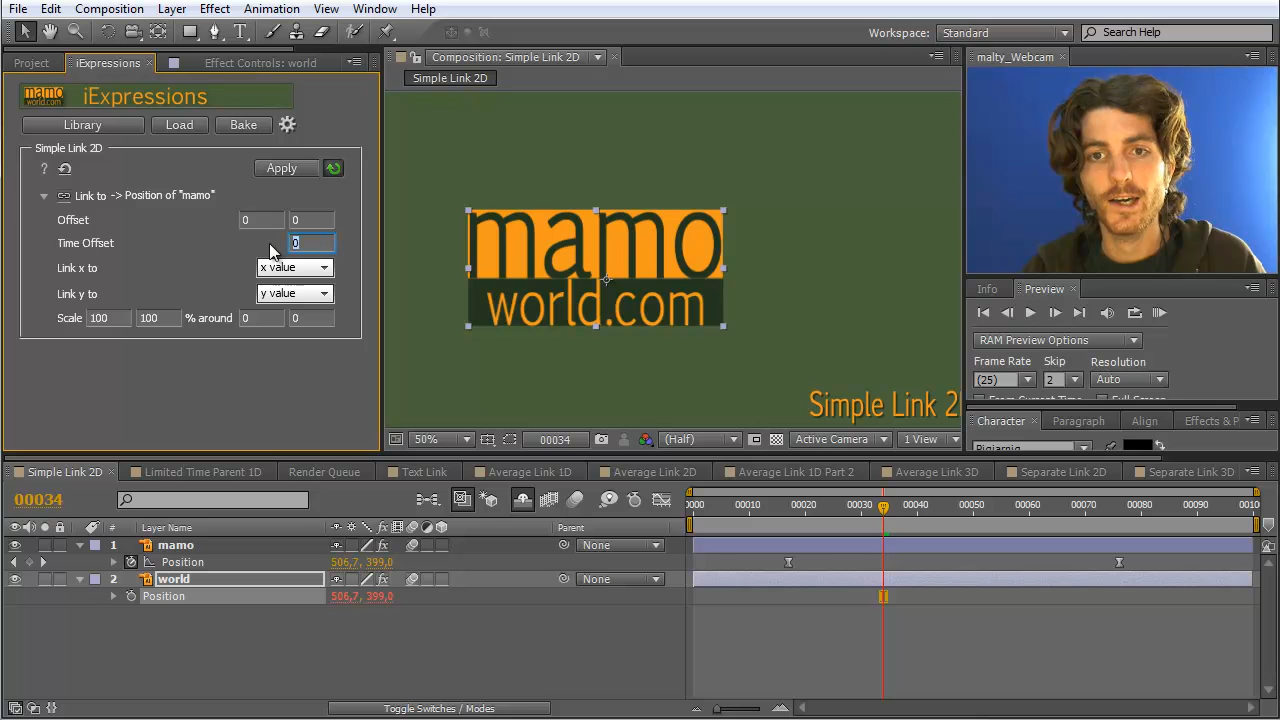 File Edit Composition Layer Effect Animation View Window Help
Workspace: Standard Search Help
Project iExpressions × Effect Controls: world
Composition: Simple Link 2D
malty_Webcam
Simple Link 2D
mamo world.com iExpressions
Library Load Bake
Simple Link 2D
? Apply
Link to -> Position of "mamo"
Offset 0 0
Time Offset 0
Link x to x value
Link y to y value
Scale 100 100 % around 0 0
mamo
world.com
Simple Link 2
Info Preview ×
RAM Preview Options
Frame Rate Skip Resolution
(25) 2 Auto
Character Paragraph Align Effects & P
50% 00034 (Half) Active Camera 1 View
Simple Link 2D × Limited Time Parent 1D Render Queue Text Link Average Link 1D Average Link 2D Average Link 1D Part 2 Average Link 3D Separate Link 2D Separate Link 3D
00034
0000 00010 00020 00030 00040 00050 00060 00070 00080 00090 0010
# Layer Name Parent
1 mamo fx None
Position 506,7, 399,0
2 world fx None
Position 506,7, 399,0
Toggle Switches / Modes